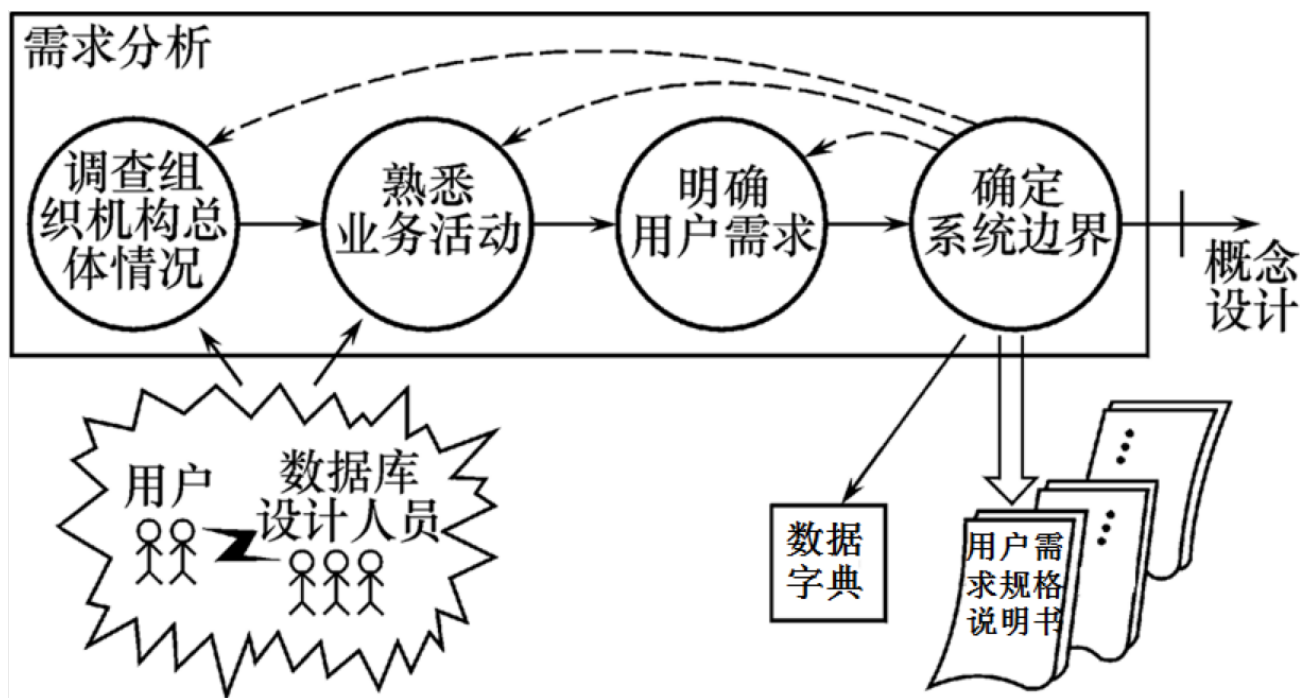 需求分析
调查组
织机构总
体情况
熟悉
业务活动
明确
用户需求
确定
系统边界
概念
设计
用户
数据库
设计人员
数据
字典
用户需
求规格
说明书